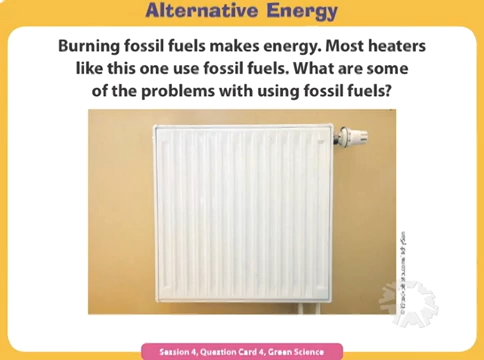 Alternative Energy
Burning fossil fuels makes energy. Most heaters
like this one use fossil fuels. What are some
of the problems with using fossil fuels?
Session 4, Question Card 4, Green Science